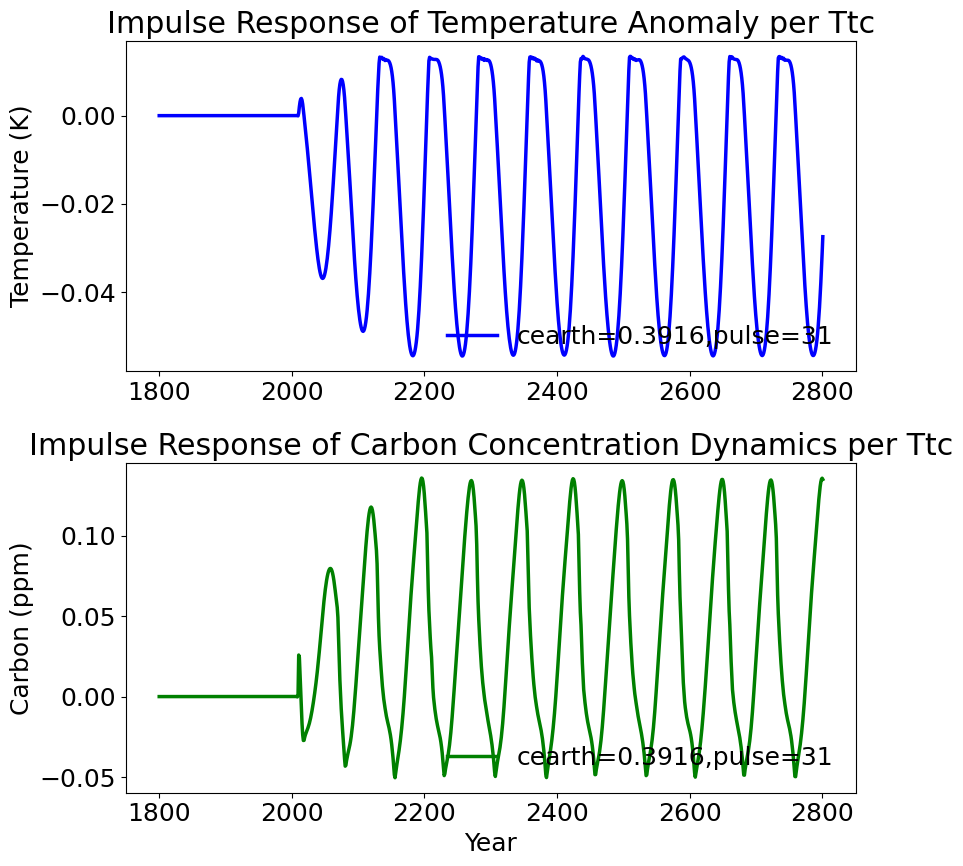 Impulse Response of Temperature Anomaly per Ttc
Temperature (K)
0.00
−0.02
−0.04
cearth=0.3916,pulse=31
1800 2000 2200 2400 2600 2800
Impulse Response of Carbon Concentration Dynamics per Ttc
Carbon (ppm)
0.10
0.05
0.00
−0.05
cearth=0.3916,pulse=31
1800 2000 2200 2400 2600 2800
Year